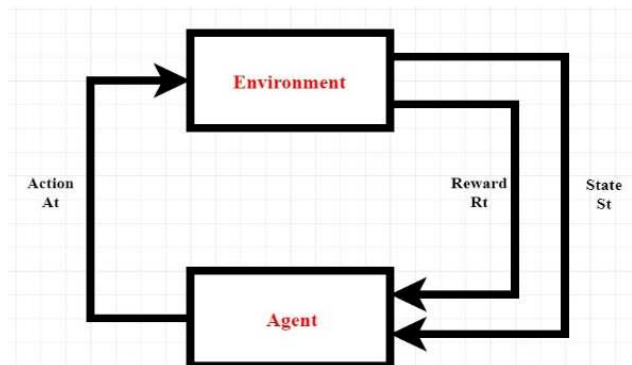 Environment
Action
At
Reward
Rt
State
St
Agent